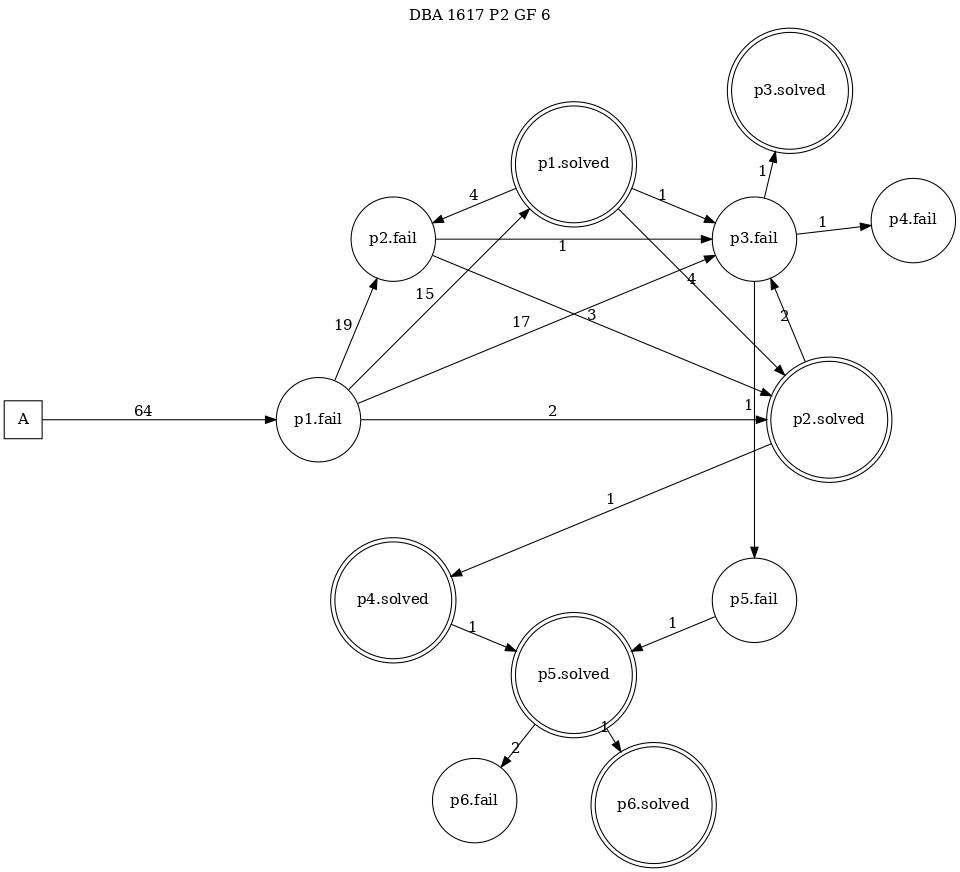 DBA 1617 P2 GF 6
p3.solved
p1.solved
1
4
1
p4.fail
p2.fail
1
p3.fail
1
15
4
19
17
3
2
64
2
1
A
p1.fail
p2.solved
1
p4.solved
p5.fail
1
1
p5.solved
2
1
p6.fail
p6.solved